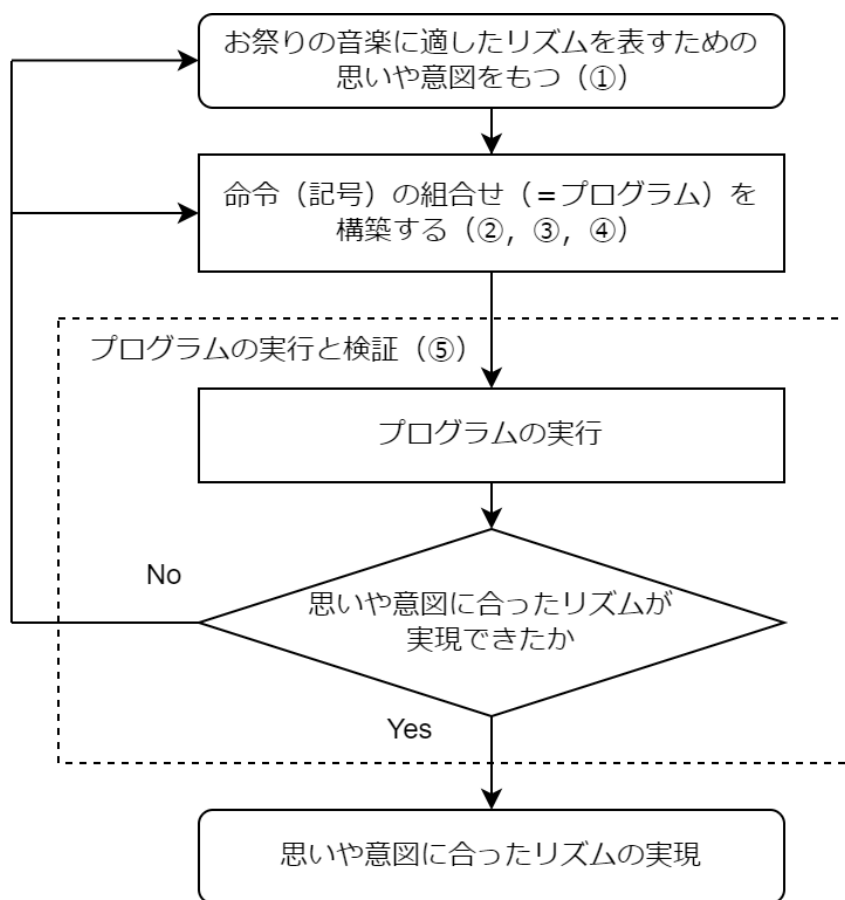 お祭りの音楽に適したリズムを表すための
思いや意図をもつ（①）
命令（記号）の組合せ（＝プログラム）を
構築する（②，③，④）
プログラムの実行と検証（⑤）
プログラムの実行
No
思いや意図に合ったリズムが
実現できたか
Yes
思いや意図に合ったリズムの実現